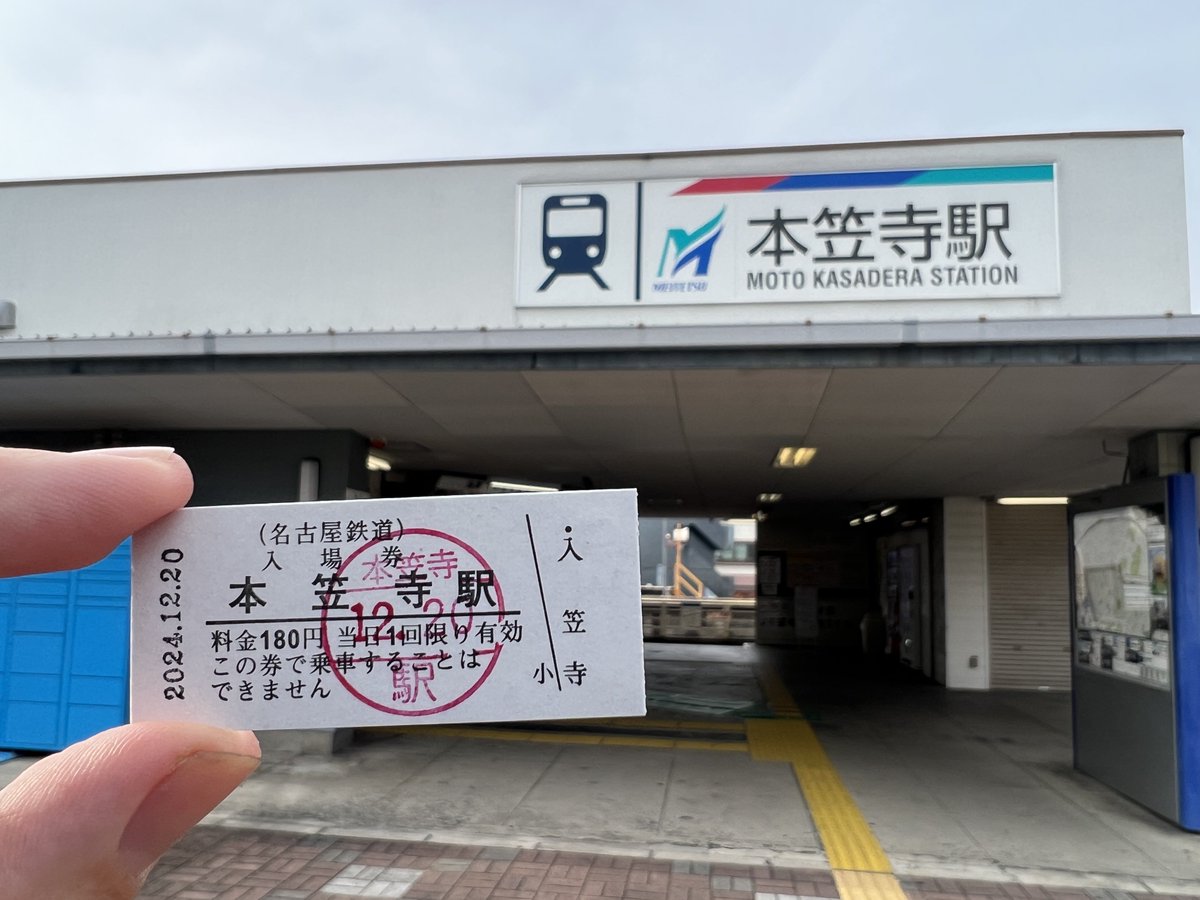 本笠寺駅
MOTO KASADERA STATION
MEITETSU
2024.12.20
(名古屋鉄道)
入場券
本笠寺駅
料金180円 当日1回限り有効
この券で乗車することは
できません
本笠寺
12.-20
駅
入
笠
小 寺